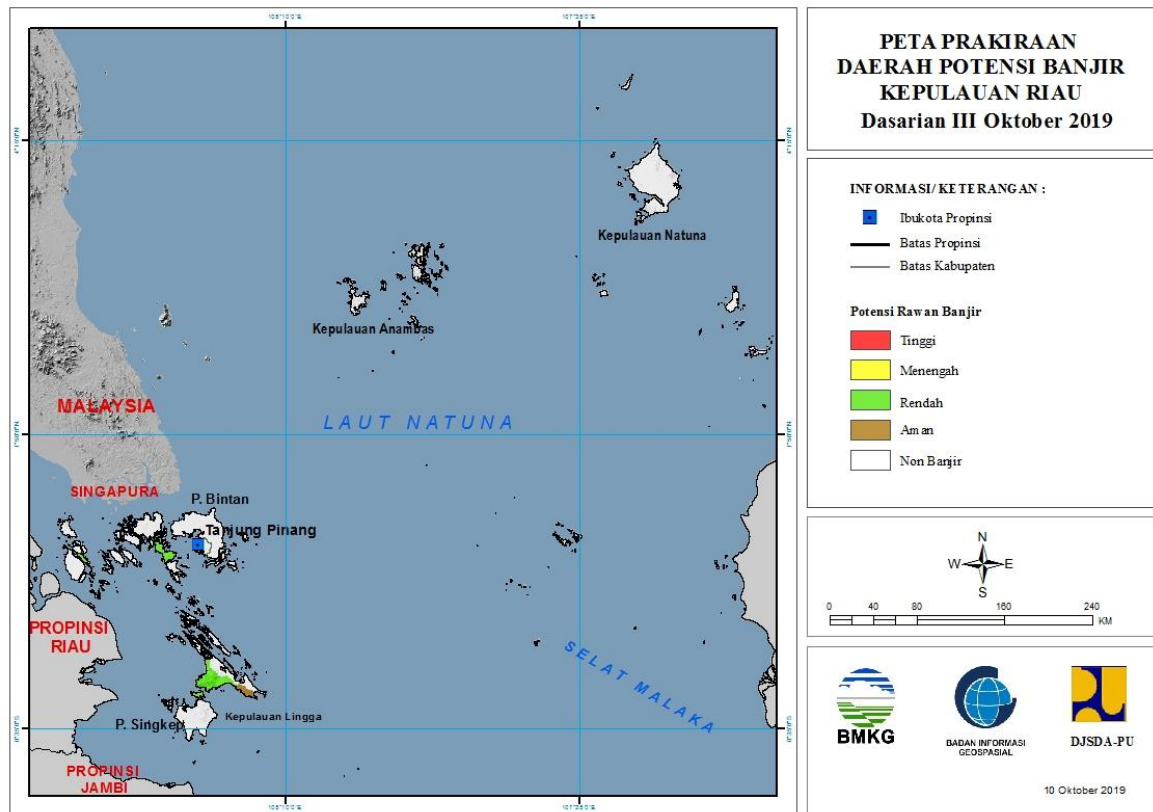 PETA PRAKIRAAN
DAERAH POTENSI BANJIR
KEPULAUAN RIAU
Dasarian III Oktober 2019
INFORMASI/ KETERANGAN :
Ibukota Propinsi
Batas Propinsi
Batas Kabupaten
Potensi Rawan Banjir
Tinggi
Menengah
Rendah
Aman
Non Banjir
N
W E
S
0 40 80 160 240
KM
BMKG
BADAN INFORMASI
GEOSPASIAL
DJSDA-PU
10 Oktober 2019
Kepulauan Natuna
Kepulauan Anambas
MALAYSIA
LAUT NATUNA
SINGAPURA
P. Bintan
Tanjung Pinang
PROPINSI
RIAU
SELAT MALAKA
P. Singkep
Kepulauan Lingga
PROPINSI
JAMBI